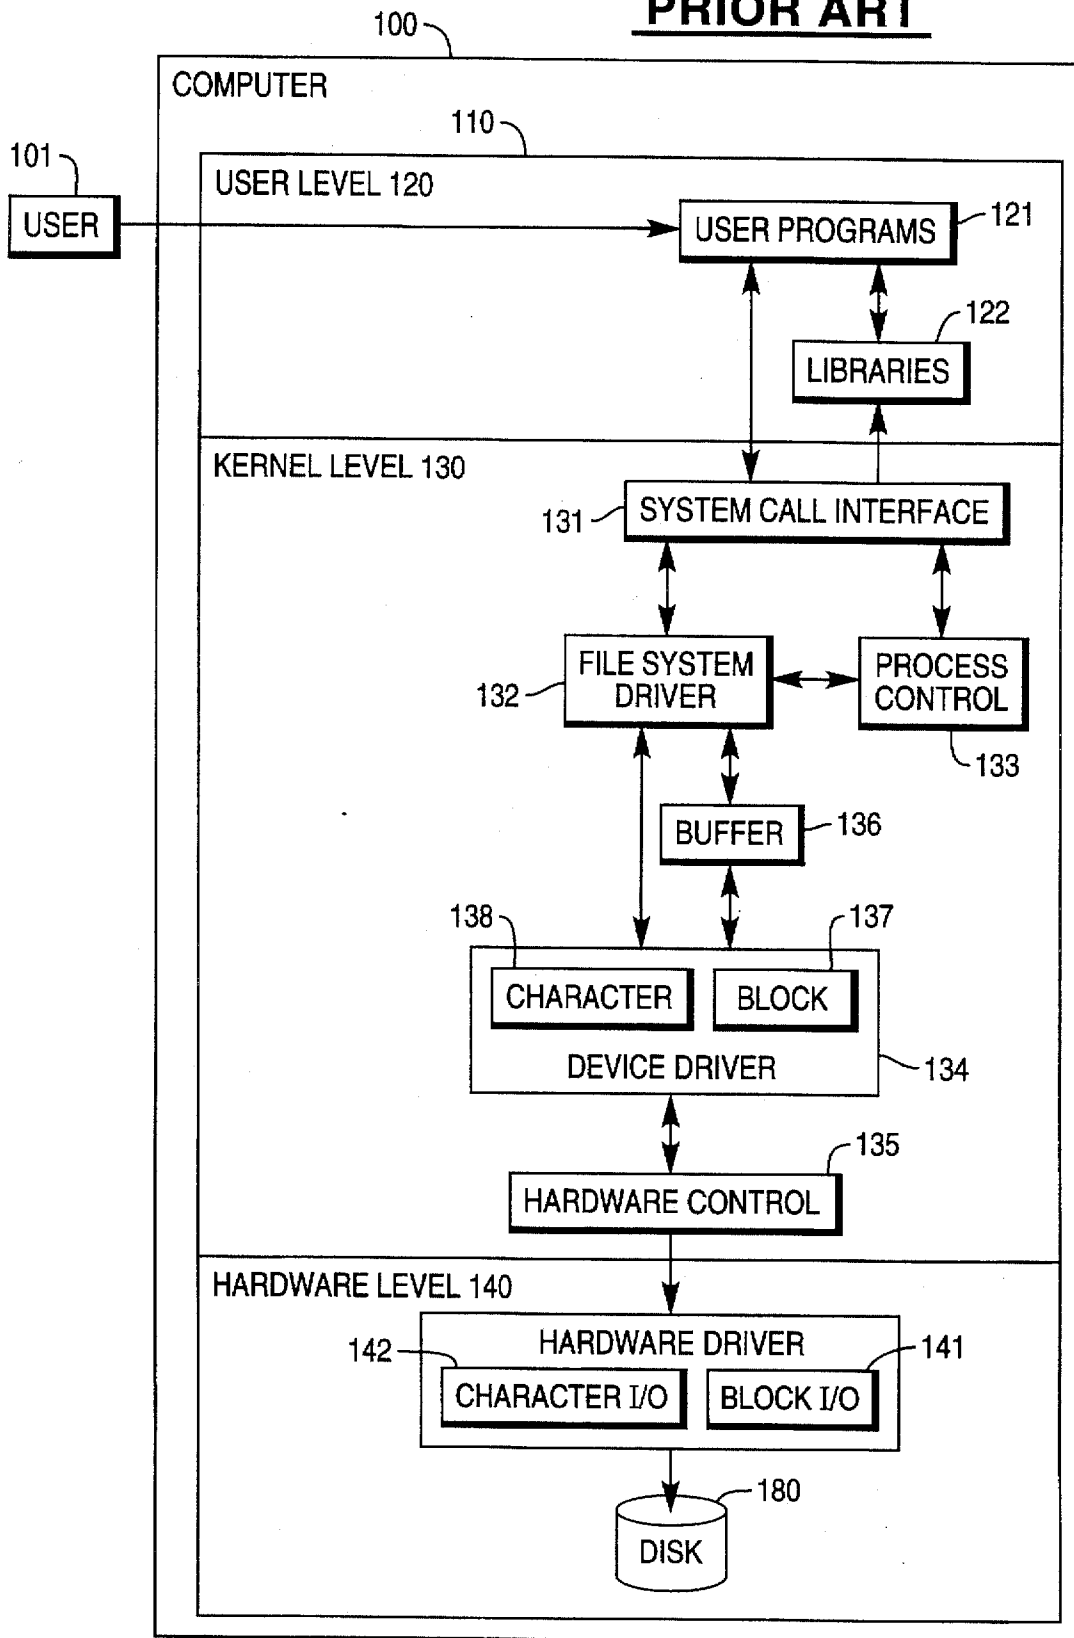 PRIOR ART
100
COMPUTER
110
101
USER LEVEL 120
USER
USER PROGRAMS
121
122
LIBRARIES
KERNEL LEVEL 130
131
SYSTEM CALL INTERFACE
FILE SYSTEM
DRIVER
132
PROCESS
CONTROL
133
BUFFER
136
138
137
CHARACTER
BLOCK
DEVICE DRIVER
134
135
HARDWARE CONTROL
HARDWARE LEVEL 140
HARDWARE DRIVER
142
141
CHARACTER I/O
BLOCK I/O
180
DISK